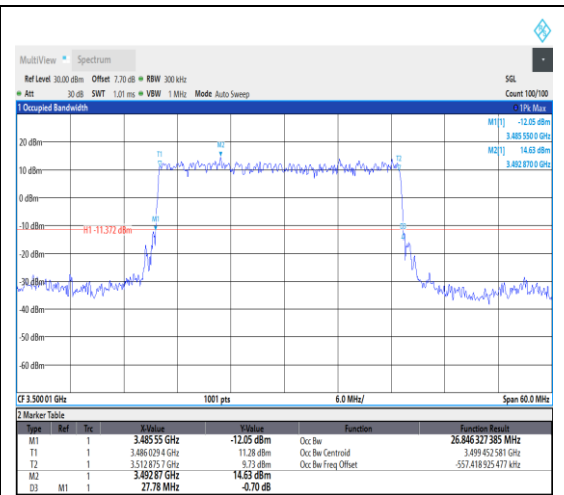 MultiView Spectrum
Ref Level 30.00 dBm Offset 7.70 dB RBW 300 kHz SGL
Att 30 dB SWT 1.01 ms VBW 1 MHz Mode Auto Sweep Count 100/100
1 Occupied Bandwidth 1Pk Max
M1[1] -12.05 dBm
3.485 550 0 GHz
M2[1] 14.63 dBm
3.492 870 0 GHz
20 dBm
M2
T1
T2
10 dBm
0 dBm
M1
-10 dBm
H1 -11.372 dBm
-20 dBm
-30 dBm
-40 dBm
-50 dBm
-60 dBm
CF 3.500 01 GHz 1001 pts 6.0 MHz/ Span 60.0 MHz
2 Marker Table
Type Ref Trc X-Value Y-Value Function Function Result
M1 1 3.485 55 GHz -12.05 dBm Occ Bw 26.846 327 385 MHz
T1 1 3.486 029 4 GHz 11.28 dBm Occ Bw Centroid 3.499 452 581 GHz
T2 1 3.512 875 7 GHz 9.73 dBm Occ Bw Freq Offset -557.418 925 477 kHz
M2 1 3.492 87 GHz 14.63 dBm
D3 M1 1 27.78 MHz -0.70 dB